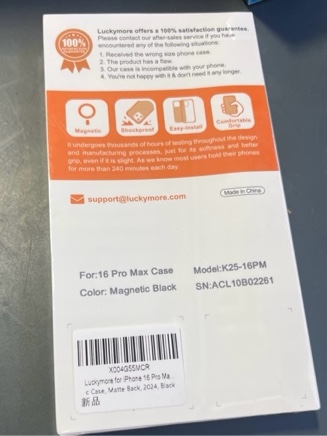 Luckymore offers a 100% satisfaction guarantee.
Please contact our after-sales service if you have
encountered any of the following situations:
1. Received the wrong size phone case.
2. The product has a flaw.
3. Our case is incompatible with your phone.
4. You're not happy with it & don't need it any longer.
100%
Magnetic
Shockproof
Easy-install
Comfortable
Grip
It undergoes thousands of hours of testing throughout the design
and manufacturing processes, just for its softness and better
grip, even if it is slight. As we know most users hold their phones
for more than 240 minutes each day.
support@luckymore.com
Made in China
For:16 Pro Max Case
Model:K25-16PM
Color: Magnetic Black
SN:ACL10B02261
X004G55MCR
Luckymore for iPhone 16 Pro Ma...
c Case, Matte Back, 2024, Black
新品